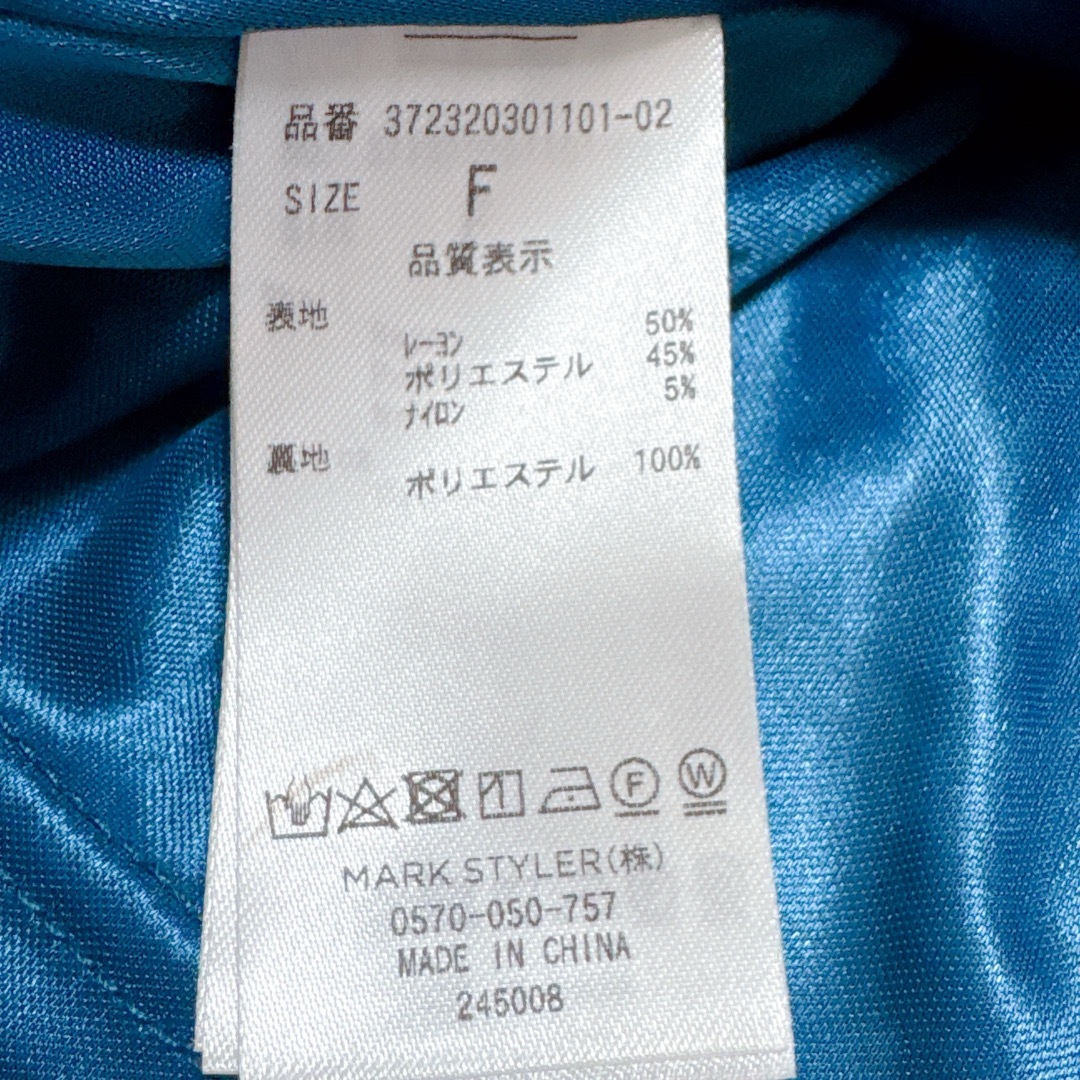 品番 372320301101-02
SIZE F
品質表示
表地
ﾚｰﾖﾝ 50%
ポリエステル 45%
ﾅｲﾛﾝ 5%
裏地
ポリエステル 100%
F W
MARK STYLER(株)
0570-050-757
MADE IN CHINA
245008